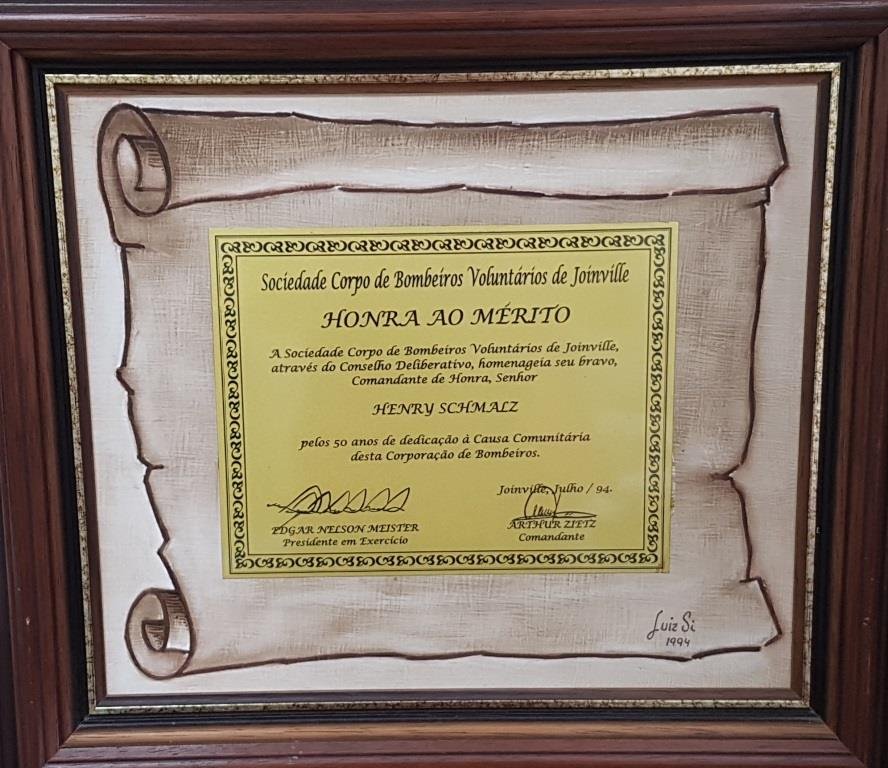 Sociedade Corpo de Bombeiros Voluntários de Joinville
HONRA AO MÉRITO
A Sociedade Corpo de Bombeiros Voluntários de Joinville,
através do Conselho Deliberativo, homenageia seu bravo,
Comandante de Honra, Senhor
HENRY SCHMALZ
pelos 50 anos de dedicação à Causa Comunitária
desta Corporação de Bombeiros.
Joinville, Julho / 94.
EDGAR NELSON MEISTER
Presidente em Exercício
ARTHUR ZIETZ
Comandante
Luiz Si
1994